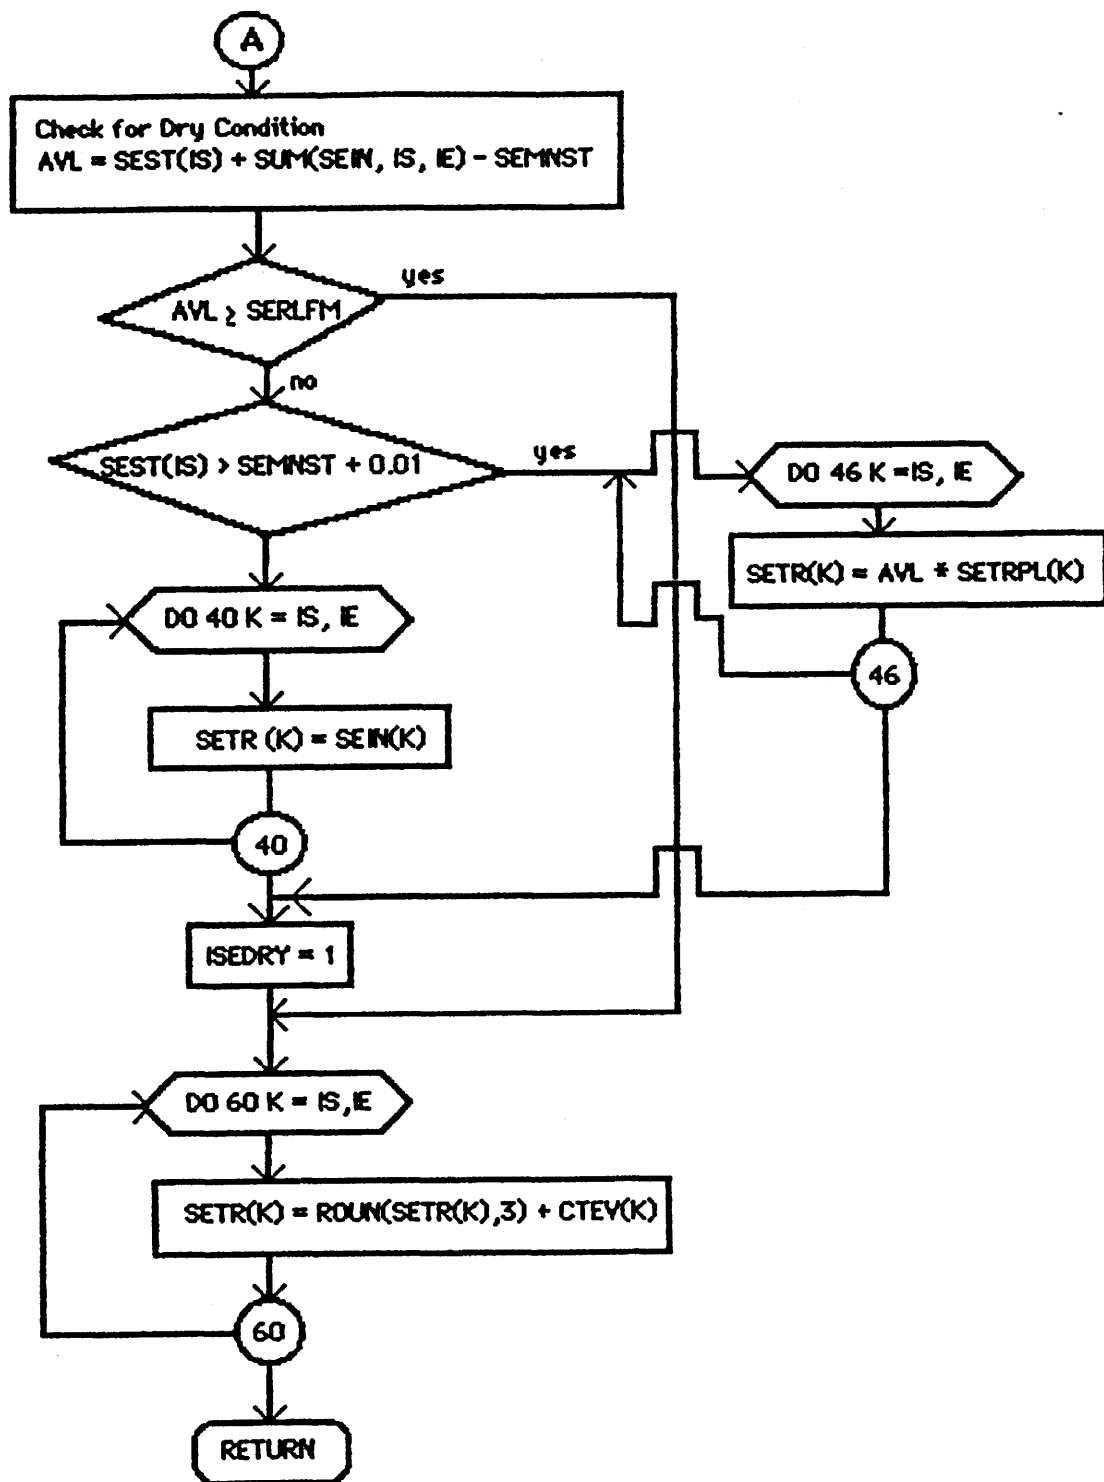 A
Check for Dry Condition
AVL = SEST(IS) + SUM(SEIN, IS, IE) - SEMNST
AVL ≥ SERLFM
yes
no
SEST(IS) > SEMNST + 0.01
yes
DO 46 K = IS, IE
SETR(K) = AVL * SETRPL(K)
46
DO 40 K = IS, IE
SETR (K) = SEIN(K)
40
ISEDRY = 1
DO 60 K = IS, IE
SETR(K) = ROUN(SETR(K),3) + CTEV(K)
60
RETURN